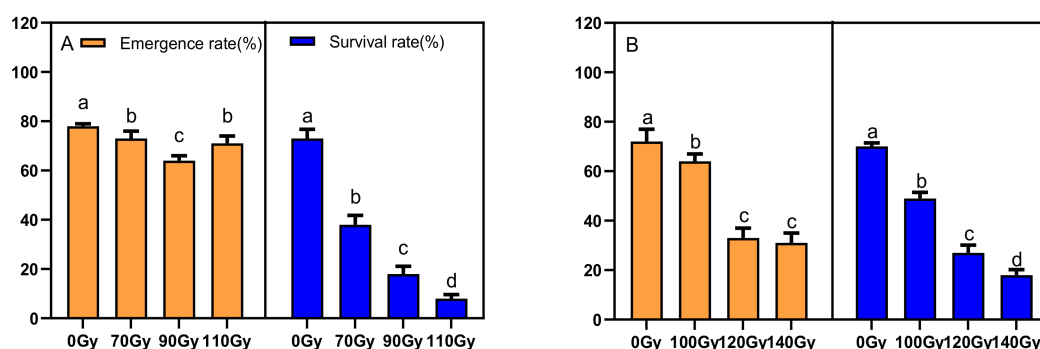 120
100
80
60
40
20
0
A Emergence rate(%) Survival rate(%)
a b c b
a b c d
0Gy 70Gy 90Gy 110Gy 0Gy 70Gy 90Gy 110Gy
120
100
80
60
40
20
0
B
a b c c
a b c d
0Gy 100Gy 120Gy 140Gy 0Gy 100Gy 120Gy 140Gy